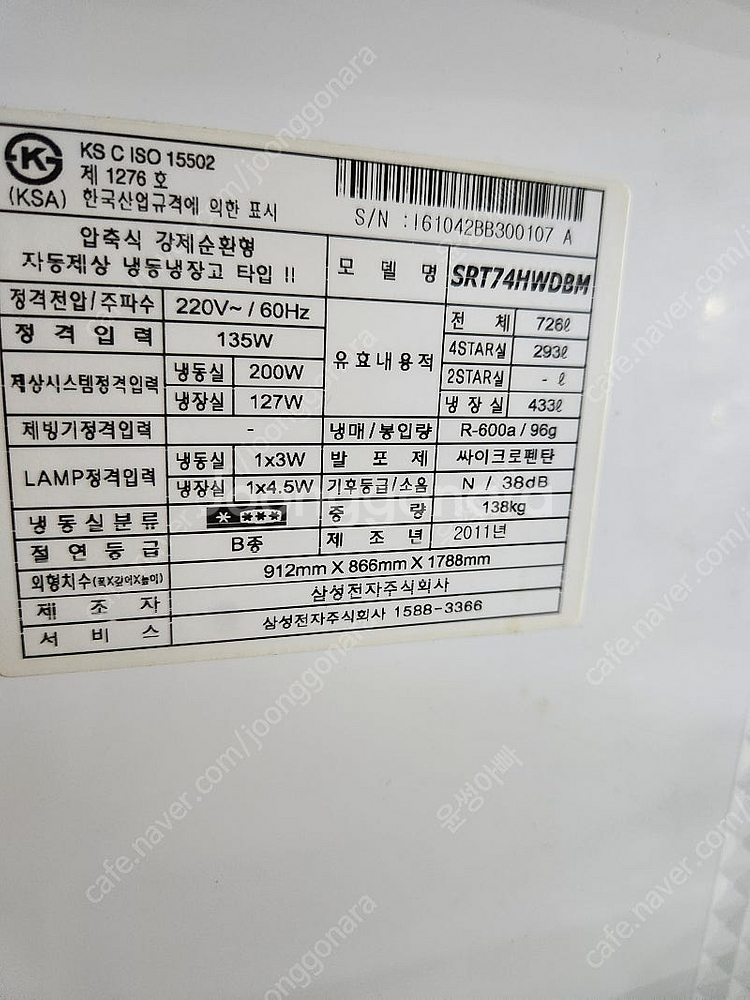 KS C ISO 15502
제 1276 호
(KSA) 한국산업규격에 의한 표시
S/N :I61042BB300107 A
압축식 강제순환형
자동제상 냉동냉장고 타입 II
모 델 명 SRT74HWDBM
정격전압/주파수 220V~ / 60Hz
정 격 입 력 135W
제상시스템정격입력 냉동실 200W
냉장실 127W
유효내용적 전 체 726ℓ
4STAR실 293ℓ
2STAR실 - ℓ
냉 장 실 433ℓ
제빙기정격입력 - 냉매/봉입량 R-600a / 96g
LAMP정격입력 냉동실 1x3W 발 포 제 싸이크로펜탄
냉장실 1x4.5W 기후등급/소음 N / 38dB
냉동실분류 * *** 중 량 138kg
절 연 등 급 B종 제 조 년 2011년
외형치수(폭X깊이X높이) 912mm X 866mm X 1788mm
제 조 자 삼성전자주식회사
서 비 스 삼성전자주식회사 1588-3366
Joonggonara
cafe.naver.com/joonggonara
윤쌩아빠